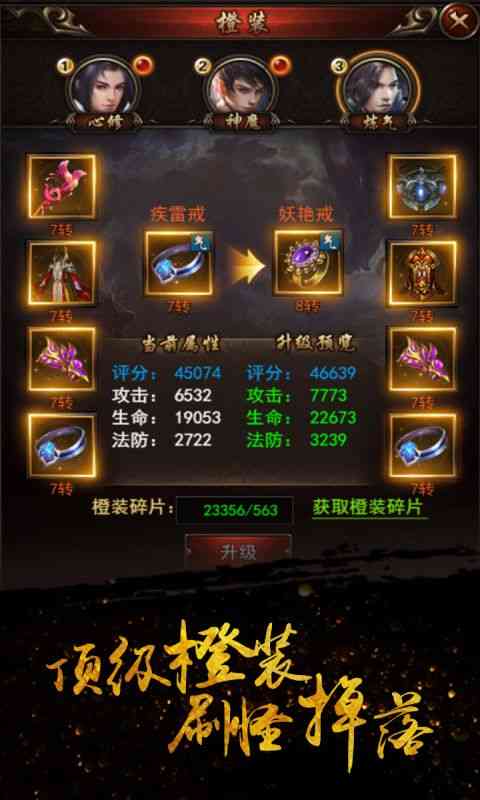 橙装
1 2 3
心修 神魔 炼气
7转 7转
疾雷戒 妖艳戒
气 气
7转 8转
7转 7转
当前属性 升级预览
评分： 45074 评分： 46639
攻击： 6532 攻击： 7773
生命： 19053 生命： 22673
法防： 2722 法防： 3239
7转 7转
7转 7转
橙装碎片： 23356/563 获取橙装碎片
升级
顶级橙装
刷怪掉落